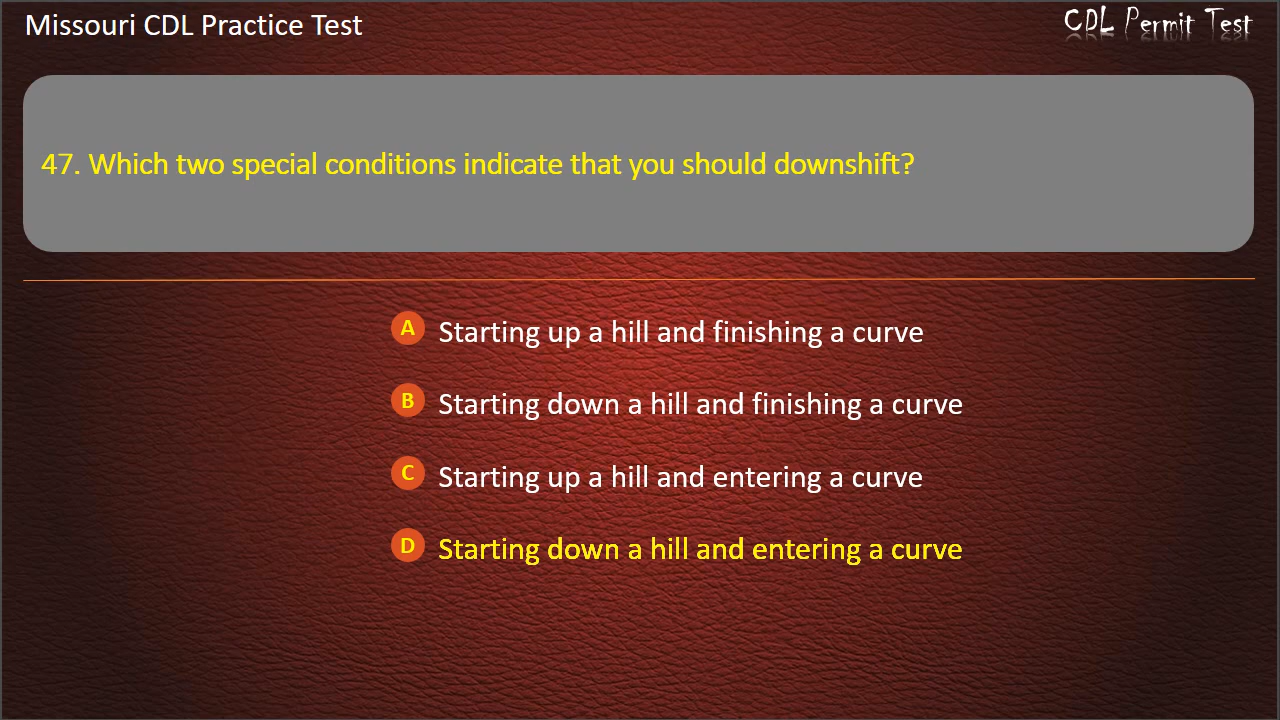 Missouri CDL Practice Test
CDL Permit Test
47. Which two special conditions indicate that you should downshift?
A Starting up a hill and finishing a curve
B Starting down a hill and finishing a curve
C Starting up a hill and entering a curve
D Starting down a hill and entering a curve